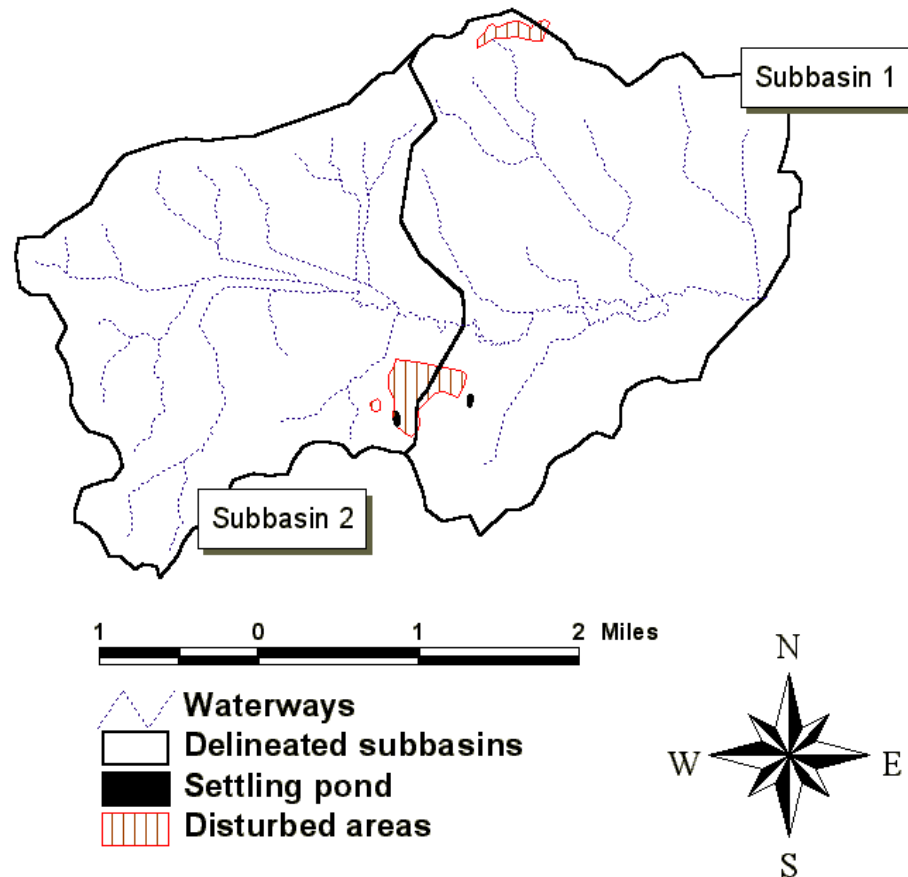 Subbasin 1
Subbasin 2
1 0 1 2 Miles
Waterways
Delineated subbasins
Settling pond
Disturbed areas
N
W E
S